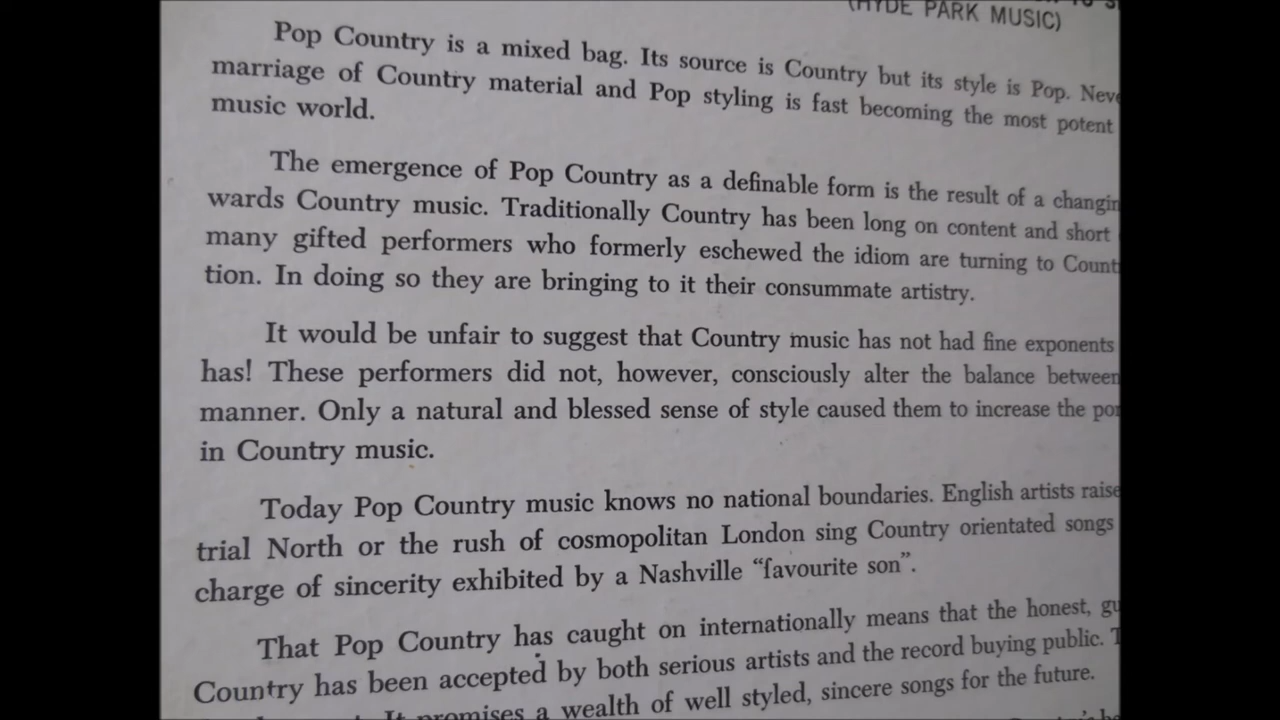 (HYDE PARK MUSIC)
Pop Country is a mixed bag. Its source is Country but its style is Pop.
marriage of Country material and Pop styling is fast becoming the most potent
music world.
The emergence of Pop Country as a definable form is the result of a
wards Country music. Traditionally Country has been long on content and short
many gifted performers who formerly eschewed the idiom are turning to
tion. In doing so they are bringing to it their consummate artistry.
It would be unfair to suggest that Country music has not had fine exponents
has! These performers did not, however, consciously alter the balance between
manner. Only a natural and blessed sense of style caused them to increase the
in Country music.
Today Pop Country music knows no national boundaries. English artists raise
trial North or the rush of cosmopolitan London sing Country orientated songs
charge of sincerity exhibited by a Nashville “favourite son”.
That Pop Country has caught on internationally means that the honest,
Country has been accepted by both serious artists and the record buying public.
It promises a wealth of well styled, sincere songs for the future.